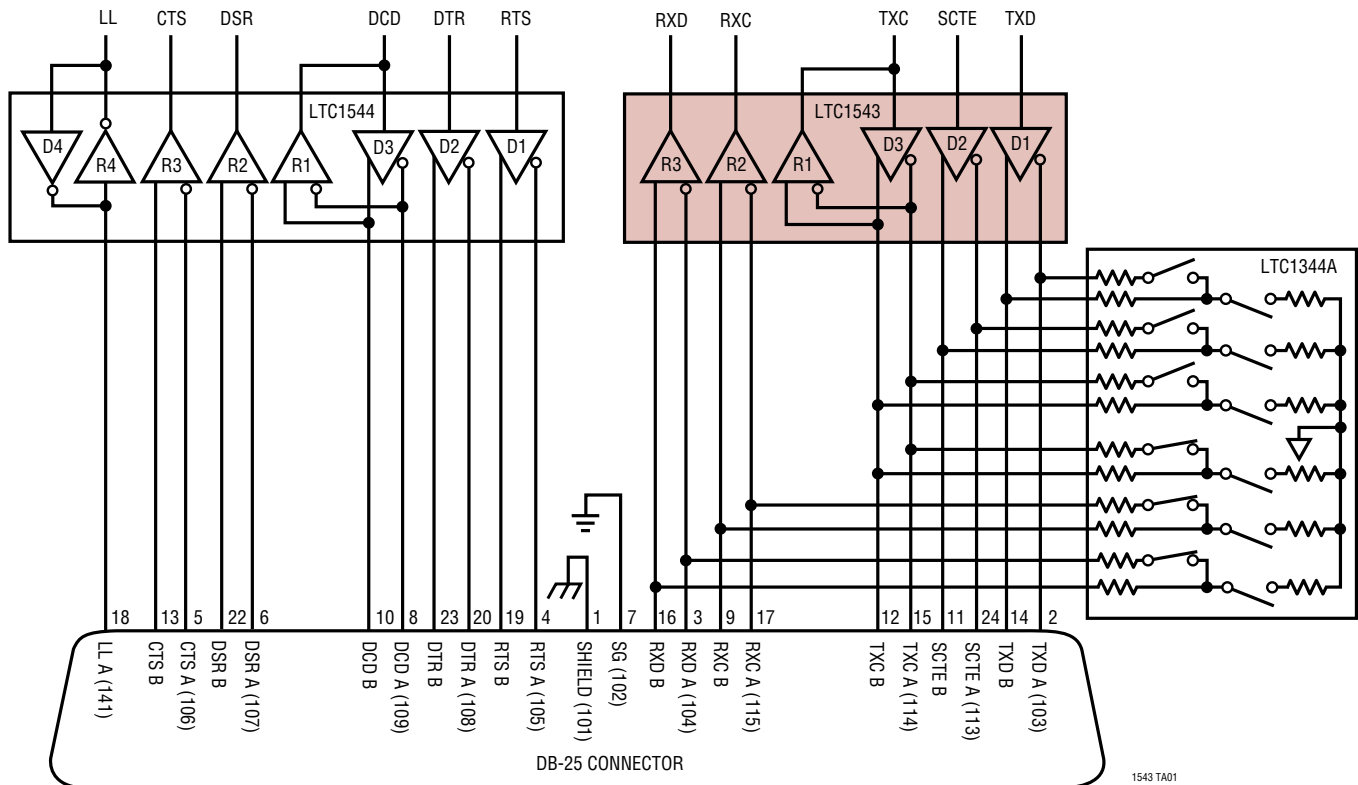 LL CTS DSR DCD DTR RTS RXD RXC TXC SCTE TXD
LTC1544 LTC1543
D4 R4 R3 R2 R1 D3 D2 D1 R3 R2 R1 D3 D2 D1
LTC1344A
18 13 5 22 6 10 8 23 20 19 4 1 7 16 3 9 17 12 15 11 24 14 2
LL A (141)
CTS B
CTS A (106)
DSR B
DSR A (107)
DCD B
DCD A (109)
DTR B
DTR A (108)
RTS B
RTS A (105)
SHIELD (101)
SG (102)
RXD B
RXD A (104)
RXC B
RXC A (115)
TXC B
TXC A (114)
SCTE B
SCTE A (113)
TXD B
TXD A (103)
DB-25 CONNECTOR
1543 TA01